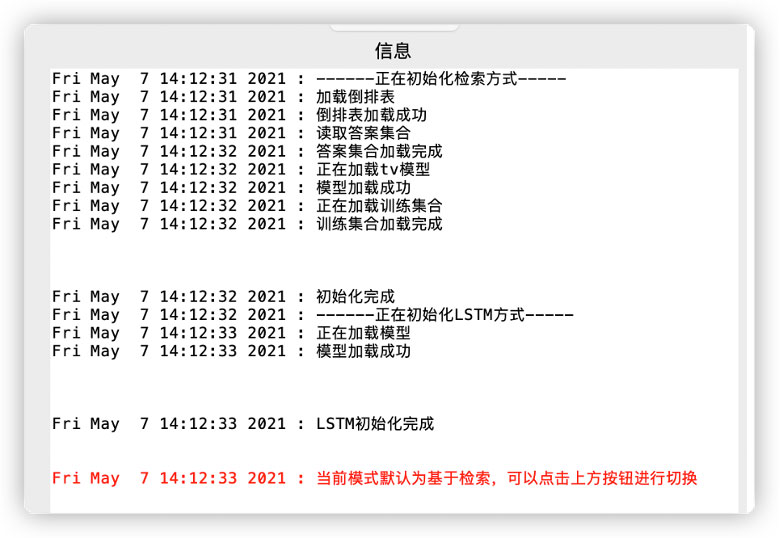 信息
Fri May  7 14:12:31 2021 : ------正在初始化检索方式-----
Fri May  7 14:12:31 2021 : 加载倒排表
Fri May  7 14:12:31 2021 : 倒排表加载成功
Fri May  7 14:12:31 2021 : 读取答案集合
Fri May  7 14:12:32 2021 : 答案集合加载完成
Fri May  7 14:12:32 2021 : 正在加载tv模型
Fri May  7 14:12:32 2021 : 模型加载成功
Fri May  7 14:12:32 2021 : 正在加载训练集合
Fri May  7 14:12:32 2021 : 训练集合加载完成
Fri May  7 14:12:32 2021 : 初始化完成
Fri May  7 14:12:32 2021 : ------正在初始化LSTM方式-----
Fri May  7 14:12:33 2021 : 正在加载模型
Fri May  7 14:12:33 2021 : 模型加载成功
Fri May  7 14:12:33 2021 : LSTM初始化完成
Fri May  7 14:12:33 2021 : 当前模式默认为基于检索，可以点击上方按钮进行切换